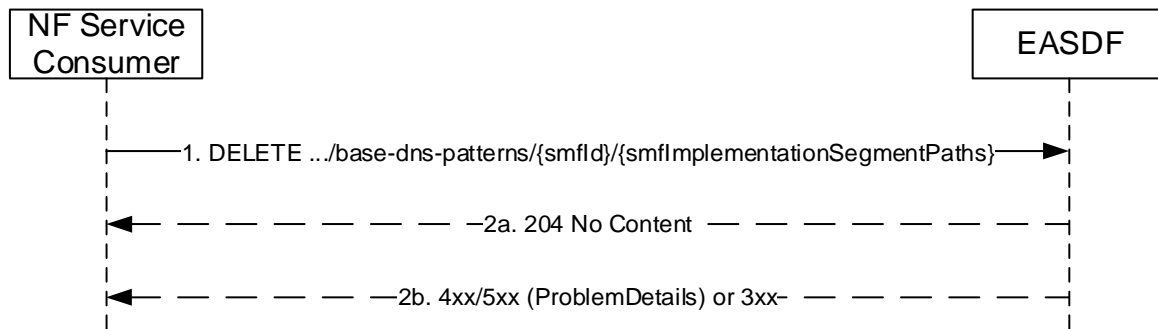 NF Service
Consumer
EASDF
1. DELETE .../base-dns-patterns/{smfId}/{smfImplementationSegmentPaths}
2a. 204 No Content
2b. 4xx/5xx (ProblemDetails) or 3xx